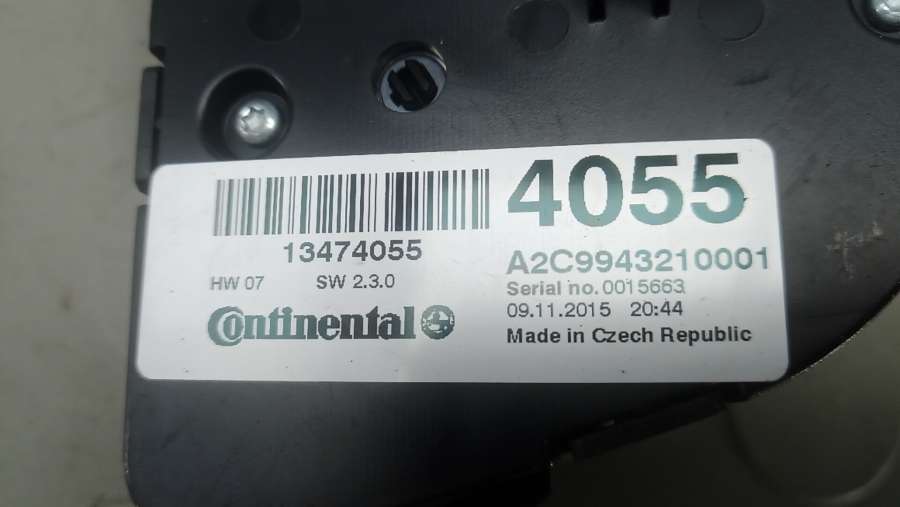 4055
13474055
A2C9943210001
HW 07 SW 2.3.0
Serial no. 0015663
09.11.2015 20:44
Continental
Made in Czech Republic